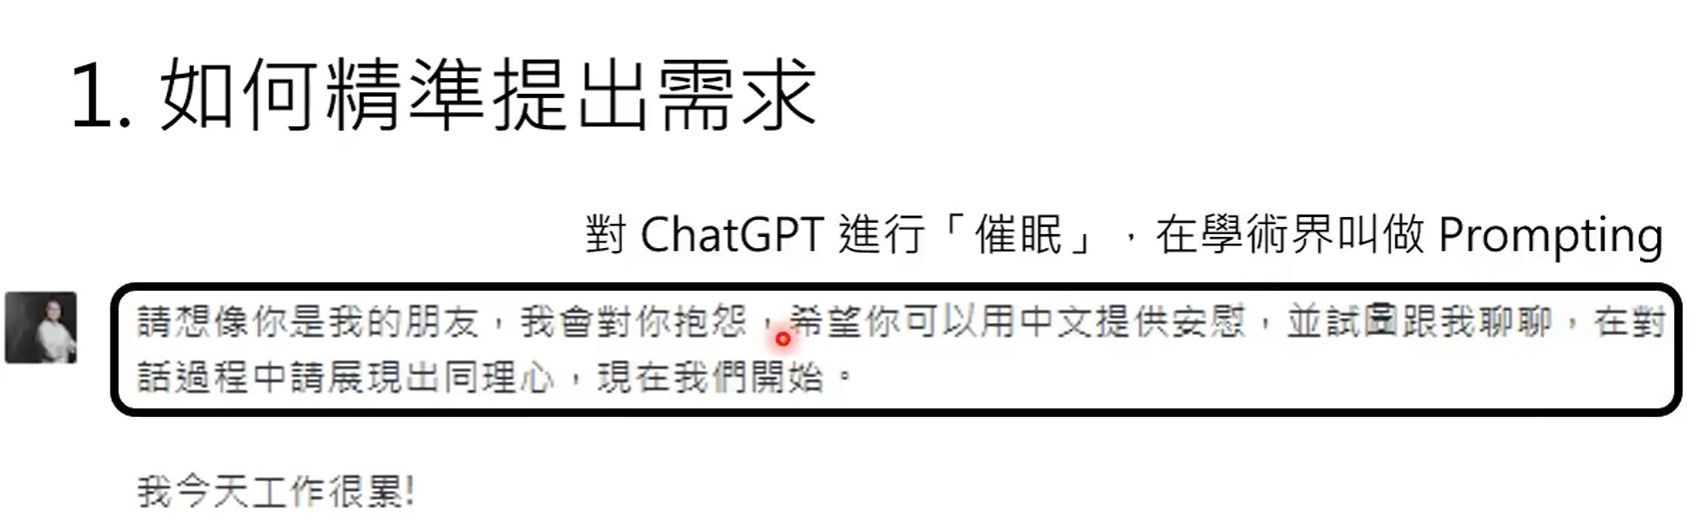 1. 如何精準提出需求
對 ChatGPT 進行「催眠」，在學術界叫做 Prompting
請想像你是我的朋友，我會對你抱怨，希望你可以用中文提供安慰，並試圖跟我聊聊，在對
話過程中請展現出同理心，現在我們開始。
我今天工作很累!